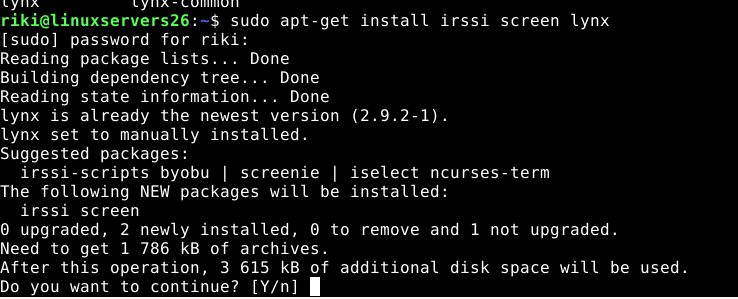 lynx lynx-common
riki@linuxservers26:~$ sudo apt-get install irssi screen lynx
[sudo] password for riki:
Reading package lists... Done
Building dependency tree... Done
Reading state information... Done
lynx is already the newest version (2.9.2-1).
lynx set to manually installed.
Suggested packages:
  irssi-scripts byobu | screenie | iselect ncurses-term
The following NEW packages will be installed:
  irssi screen
0 upgraded, 2 newly installed, 0 to remove and 1 not upgraded.
Need to get 1 786 kB of archives.
After this operation, 3 615 kB of additional disk space will be used.
Do you want to continue? [Y/n]